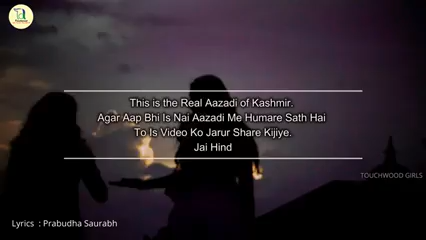 This is the Real Aazadi of Kashmir.
Agar Aap Bhi Is Nai Aazadi Me Humare Sath Hai
To Is Video Ko Jarur Share Kijiye.
Jai Hind
TOUCHWOOD GIRLS
Lyrics : Prabudha Saurabh